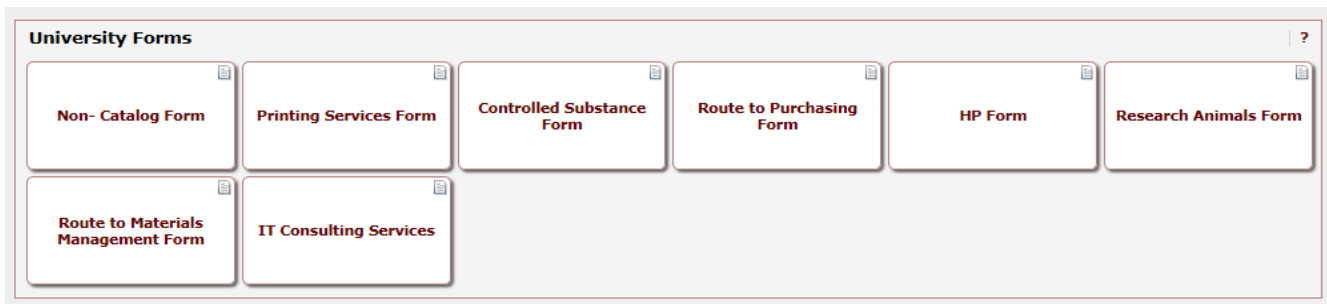 University Forms
?
Non- Catalog Form
Printing Services Form
Controlled Substance
Form
Route to Purchasing
Form
HP Form
Research Animals Form
Route to Materials
Management Form
IT Consulting Services